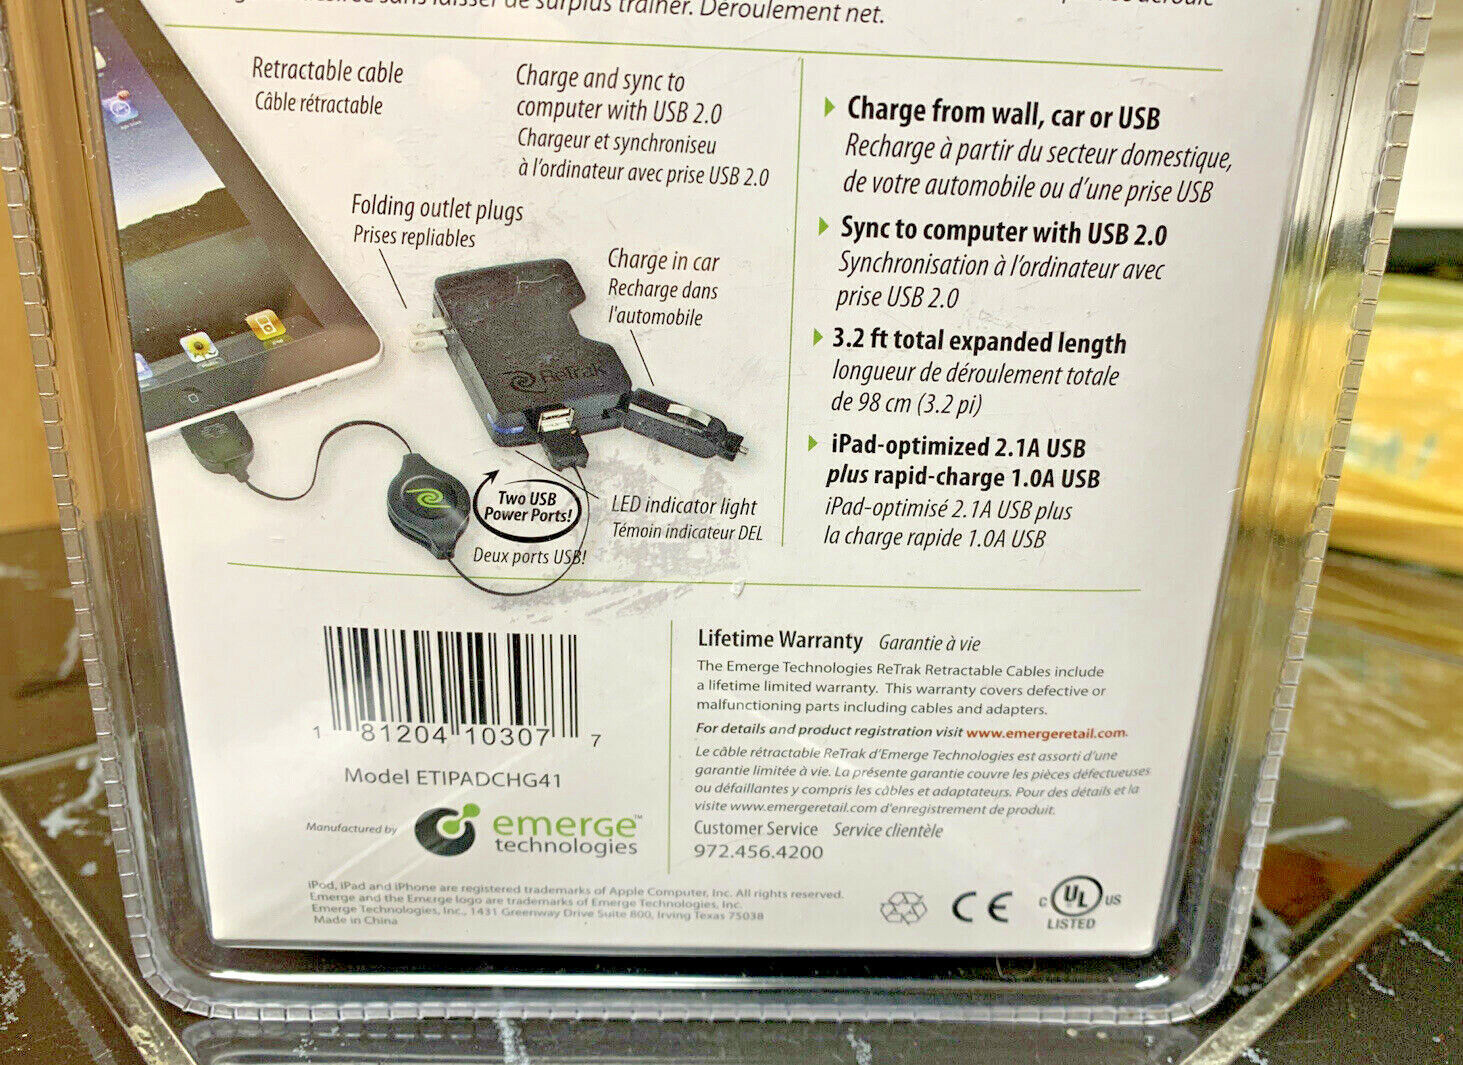 de surplus traîner. Déroulement net.
Retractable cable
Câble rétractable
Charge and sync to
computer with USB 2.0
Chargeur et synchroniseu
à l'ordinateur avec prise USB 2.0
Folding outlet plugs
Prises repliables
Charge in car
Recharge dans
l'automobile
ReTrak
Two USB
Power Ports!
Deux ports USB!
LED indicator light
Témoin indicateur DEL
Charge from wall, car or USB
Recharge à partir du secteur domestique,
de votre automobile ou d'une prise USB
Sync to computer with USB 2.0
Synchronisation à l'ordinateur avec
prise USB 2.0
3.2 ft total expanded length
longueur de déroulement totale
de 98 cm (3.2 pi)
iPad-optimized 2.1A USB
plus rapid-charge 1.0A USB
iPad-optimisé 2.1A USB plus
la charge rapide 1.0A USB
1 81204 10307 7
Model ETIPADCHG41
Manufactured by
emerge™
technologies
Lifetime Warranty Garantie à vie
The Emerge Technologies ReTrak Retractable Cables include
a lifetime limited warranty. This warranty covers defective or
malfunctioning parts including cables and adapters.
For details and product registration visit www.emergeretail.com.
Le câble rétractable ReTrak d'Emerge Technologies est assorti d'une
garantie limitée à vie. La présente garantie couvre les pièces défectueuses
ou défaillantes y compris les câbles et adaptateurs. Pour des détails et la
visite www.emergeretail.com d'enregistrement de produit.
Customer Service Service clientèle
972.456.4200
iPod, iPad and iPhone are registered trademarks of Apple Computer, Inc. All rights reserved.
Emerge and the Emerge logo are trademarks of Emerge Technologies, Inc.
Emerge Technologies, Inc., 1431 Greenway Drive Suite 800, Irving Texas 75038
Made in China
CE
C UL US
LISTED